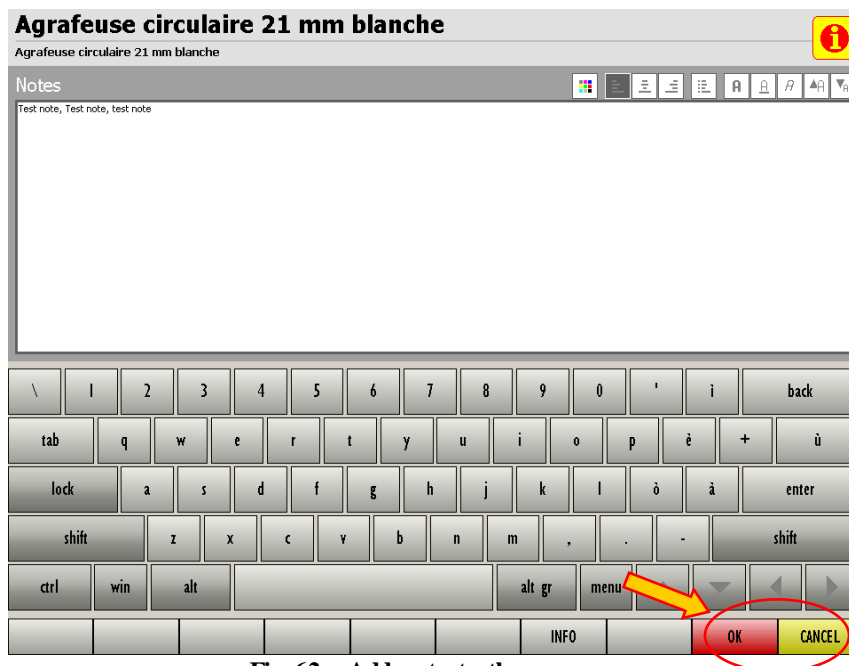 Agrafeuse circulaire 21 mm blanche
Agrafeuse circulaire 21 mm blanche
Notes
A A A A A
Test note, Test note, test note
\ 1 2 3 4 5 6 7 8 9 0 ' ì back
tab q w e r t y u i o p è + ù
lock a s d f g h j k l ò à enter
shift z x c v b n m , . - shift
ctrl win alt alt gr menu
INFO OK CANCEL